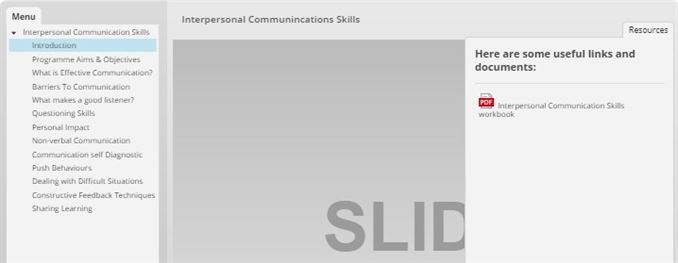 Menu
Interpersonal Communication Skills
Introduction
Programme Aims & Objectives
What is Effective Communication?
Barriers To Communication
What makes a good listener?
Questioning Skills
Personal Impact
Non-verbal Communication
Communication self Diagnostic
Push Behaviours
Dealing with Difficult Situations
Constructive Feedback Techniques
Sharing Learning
Interpersonal Communincations Skills
SLID
Resources
Here are some useful links and
documents:
PDF Interpersonal Communication Skills
workbook